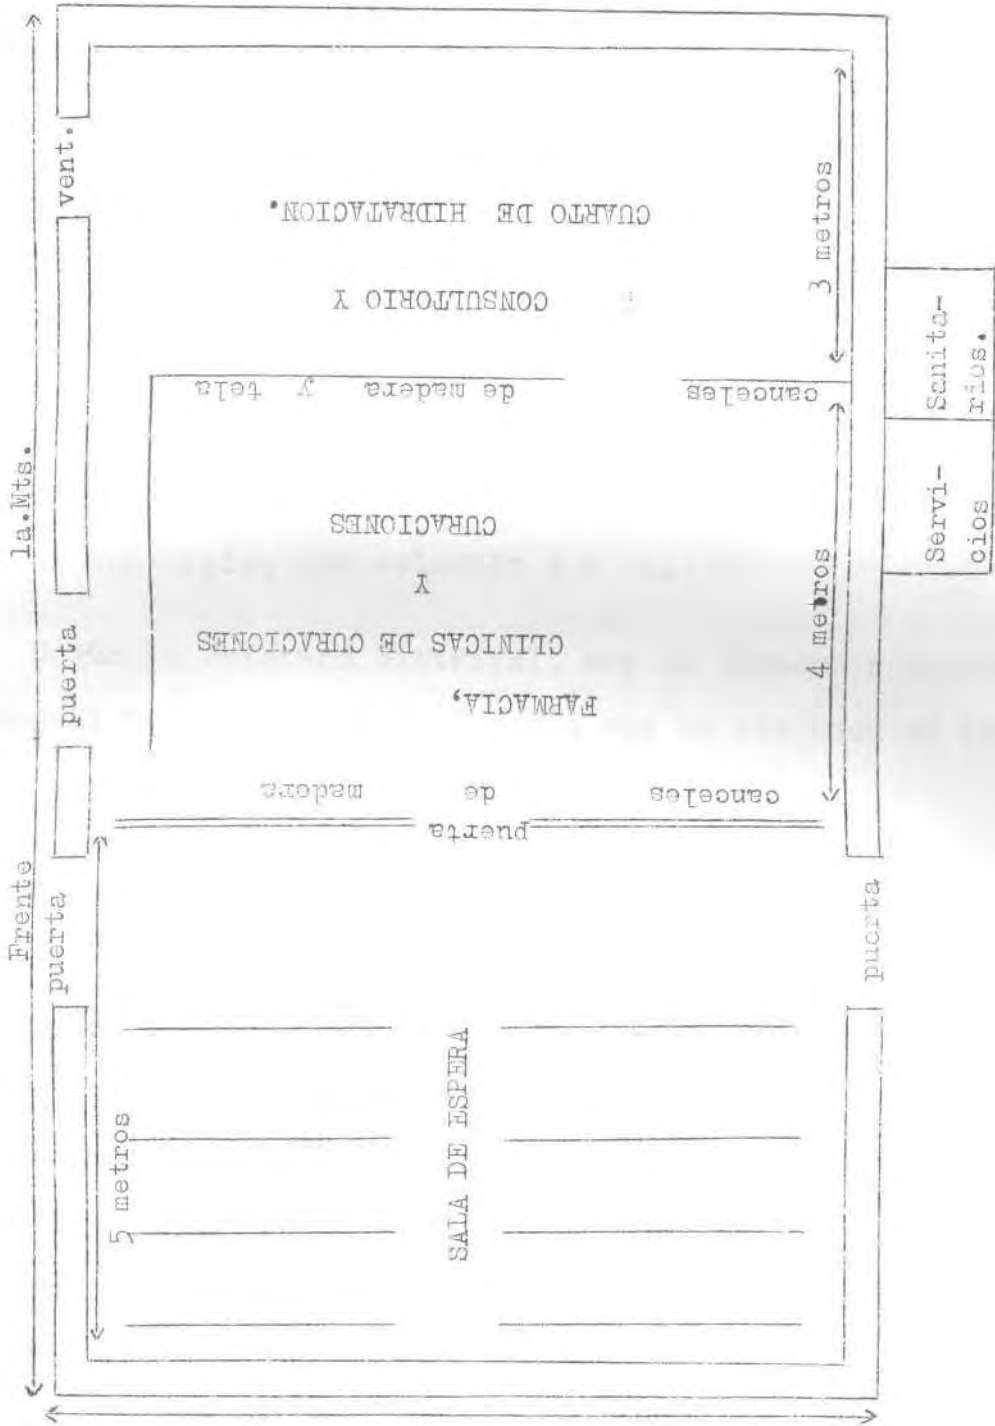 Frente
la.Mts.
puerta
puerta
vent.
5 metros
SALA DE ESPERA
puerta
canceles de madera
puerta
FARMACIA,
CLINICAS DE CURACIONES
Y
CURACIONES
4 metros
canceles de madera y tela
CONSULTORIO Y
CUARTO DE HIDRATACION.
3 metros
Servi-
cios
Sanita-
rios.